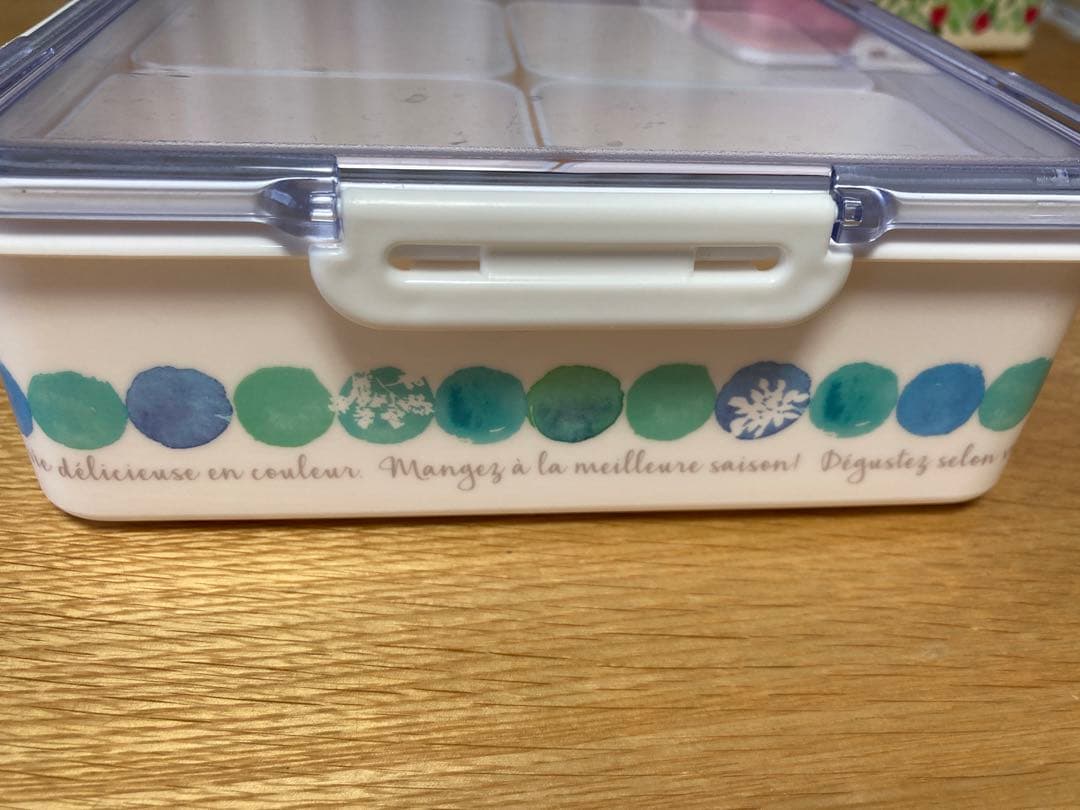 délicieuse en couleur. Mangez à la meilleure saison! Dégustez selon